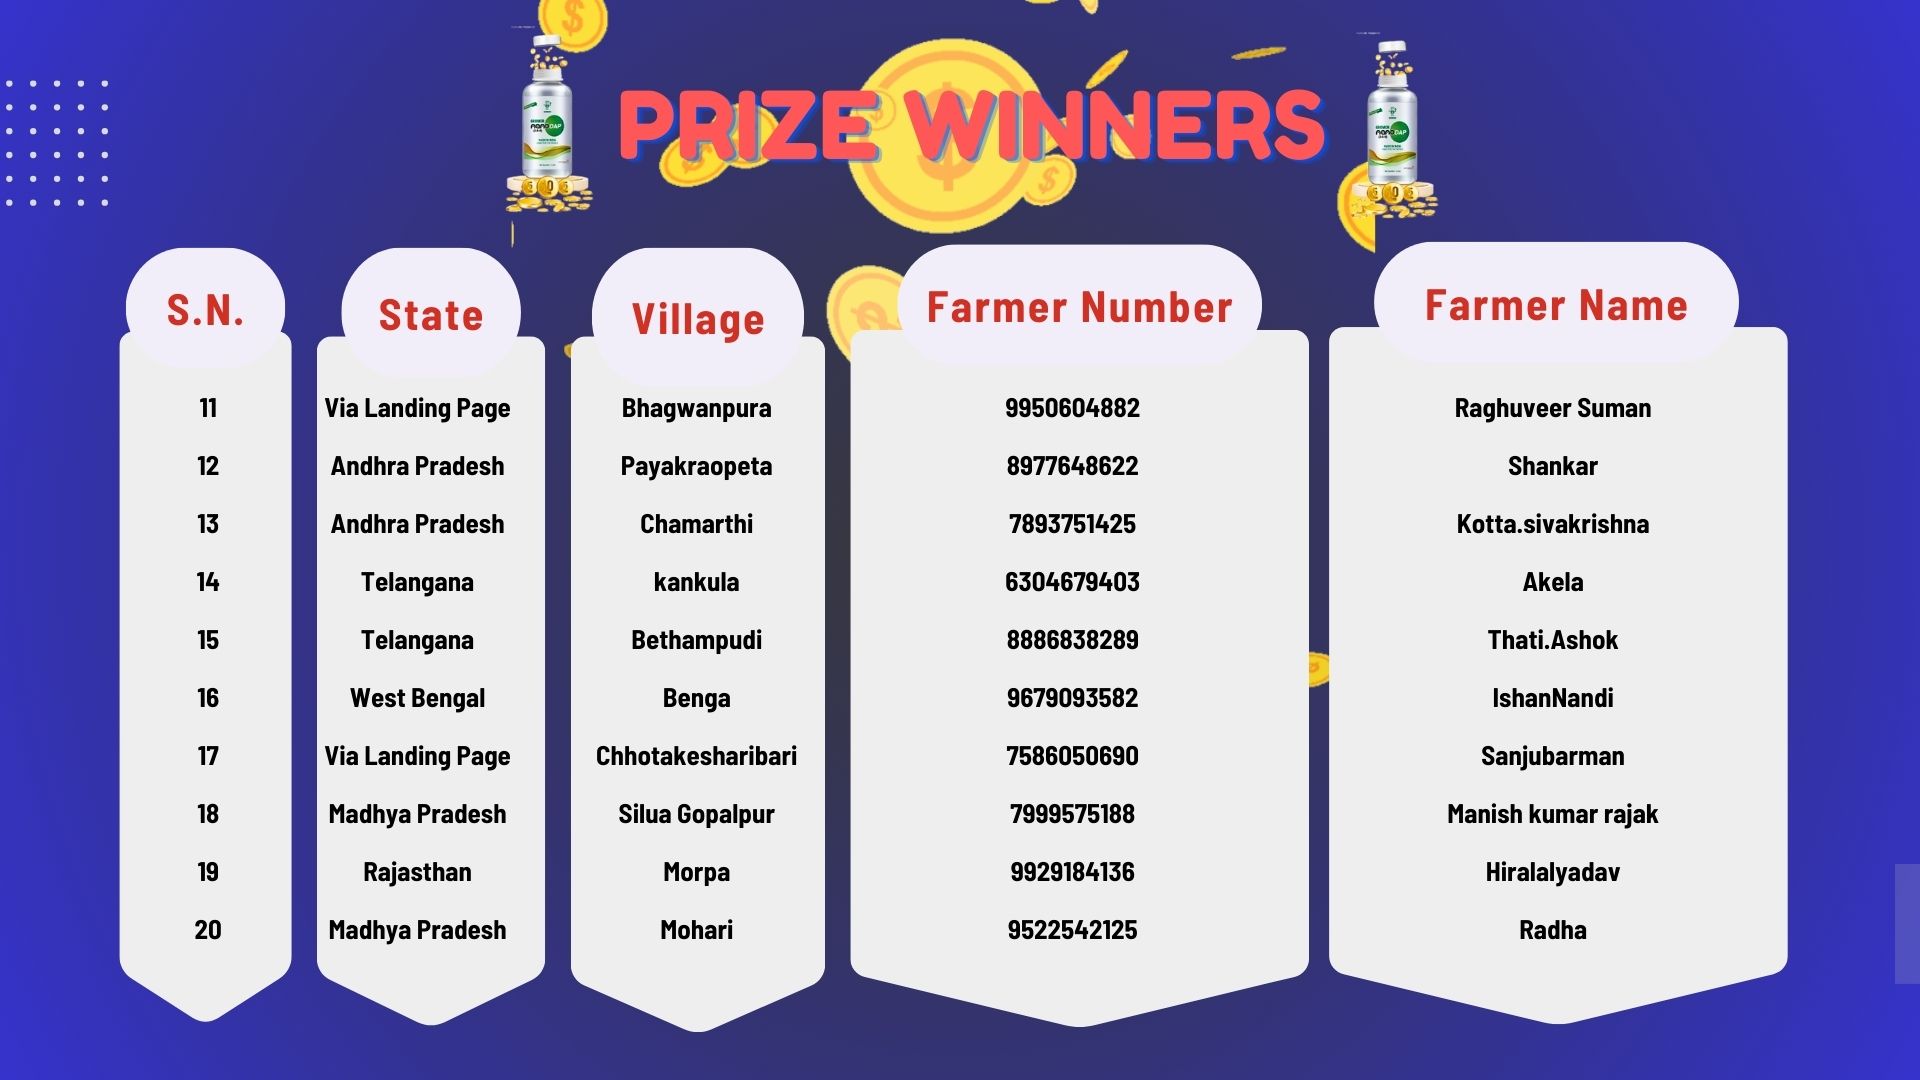 PRIZE WINNERS
S.N. State Village Farmer Number Farmer Name
11 Via Landing Page Bhagwanpura 9950604882 Raghuveer Suman
12 Andhra Pradesh Payakraopeta 8977648622 Shankar
13 Andhra Pradesh Chamarthi 7893751425 Kotta.sivakrishna
14 Telangana kankula 6304679403 Akela
15 Telangana Bethampudi 8886838289 Thati.Ashok
16 West Bengal Benga 9679093582 IshanNandi
17 Via Landing Page Chhotakesharibari 7586050690 Sanjubarman
18 Madhya Pradesh Silua Gopalpur 7999575188 Manish kumar rajak
19 Rajasthan Morpa 9929184136 Hiralalyadav
20 Madhya Pradesh Mohari 9522542125 Radha